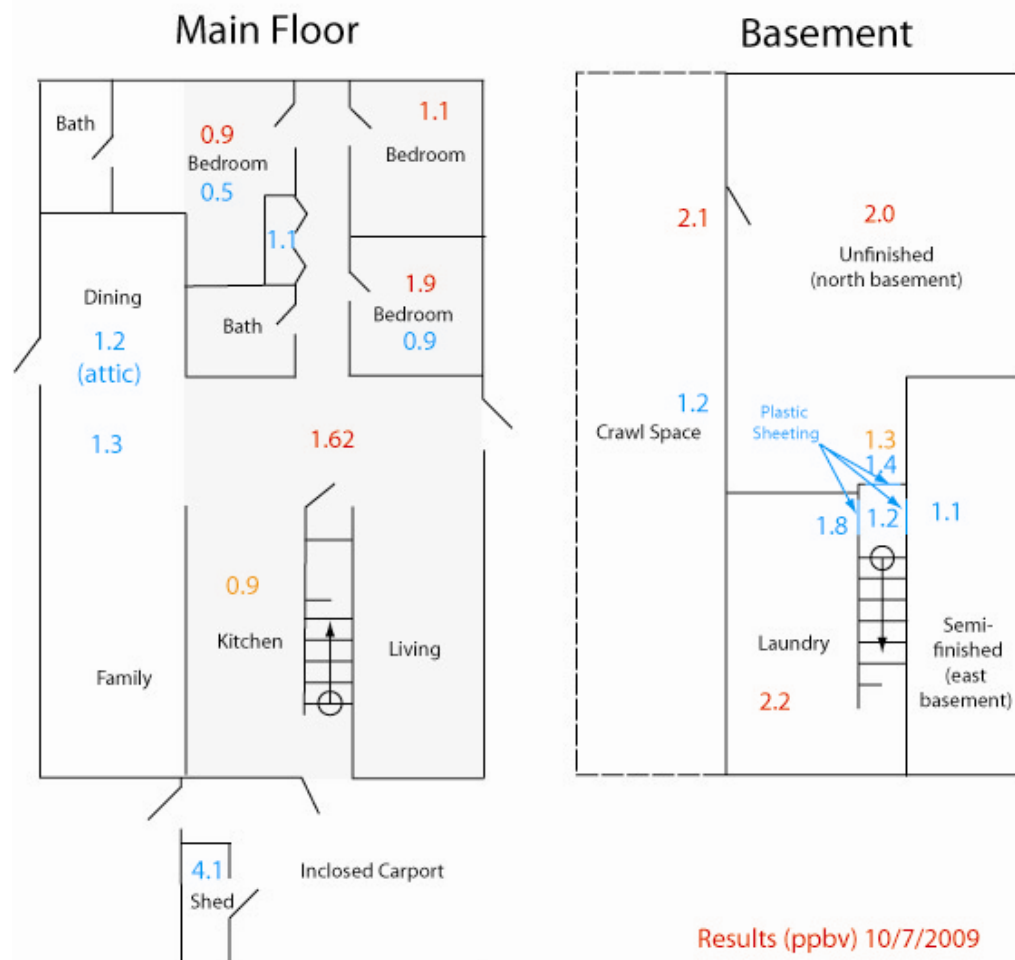 Main Floor
Bath
0.9
Bedroom
0.5
1.1
Bedroom
1.1
Dining
1.2
(attic)
1.3
Bath
1.9
Bedroom
0.9
1.62
0.9
Kitchen
Living
Family
4.1
Shed
Inclosed Carport
Basement
2.1
2.0
Unfinished
(north basement)
1.2
Crawl Space
Plastic
Sheeting
1.3
1.4
1.8
1.2
1.1
Laundry
2.2
Semi-
finished
(east
basement)
Results (ppbv) 10/7/2009